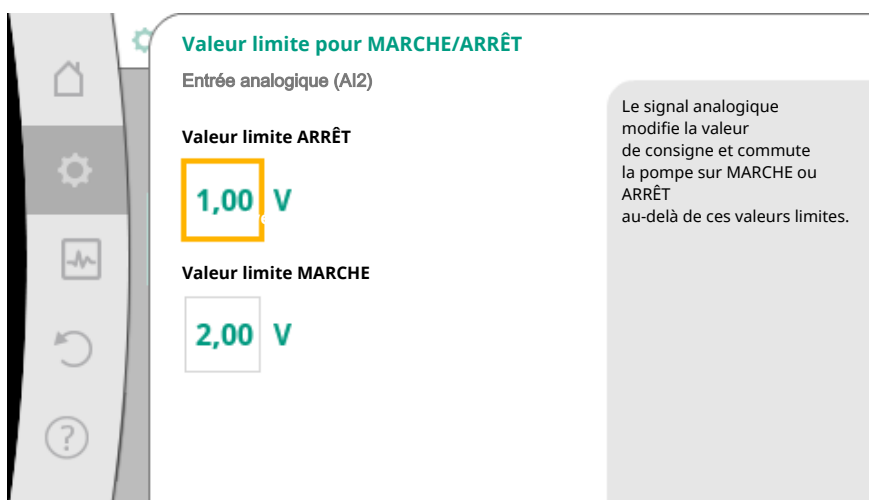 Valeur limite pour MARCHE/ARRÊT
Entrée analogique (AI2)
Valeur limite ARRÊT
1,00 V
Valeur limite MARCHE
2,00 V
Le signal analogique
modifie la valeur
de consigne et commute
la pompe sur MARCHE ou
ARRÊT
au-delà de ces valeurs limites.
?